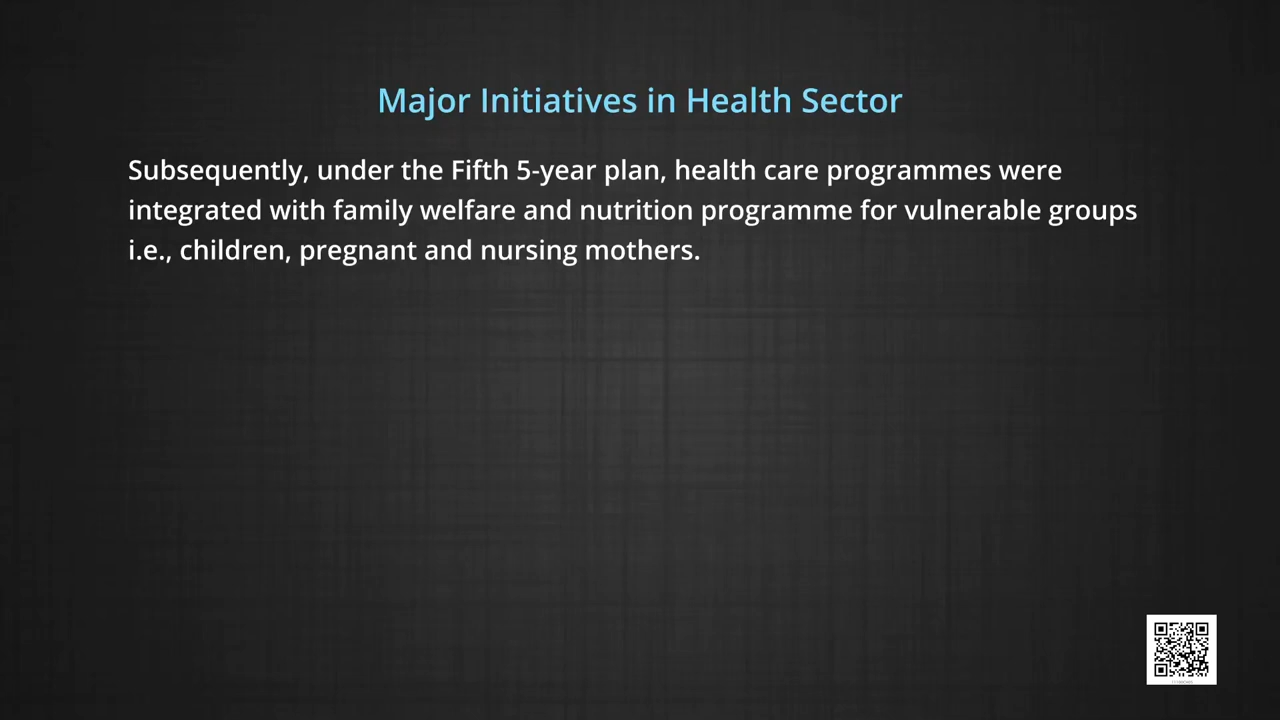 Major Initiatives in Health Sector
Subsequently, under the Fifth 5-year plan, health care programmes were
integrated with family welfare and nutrition programme for vulnerable groups
i.e., children, pregnant and nursing mothers.